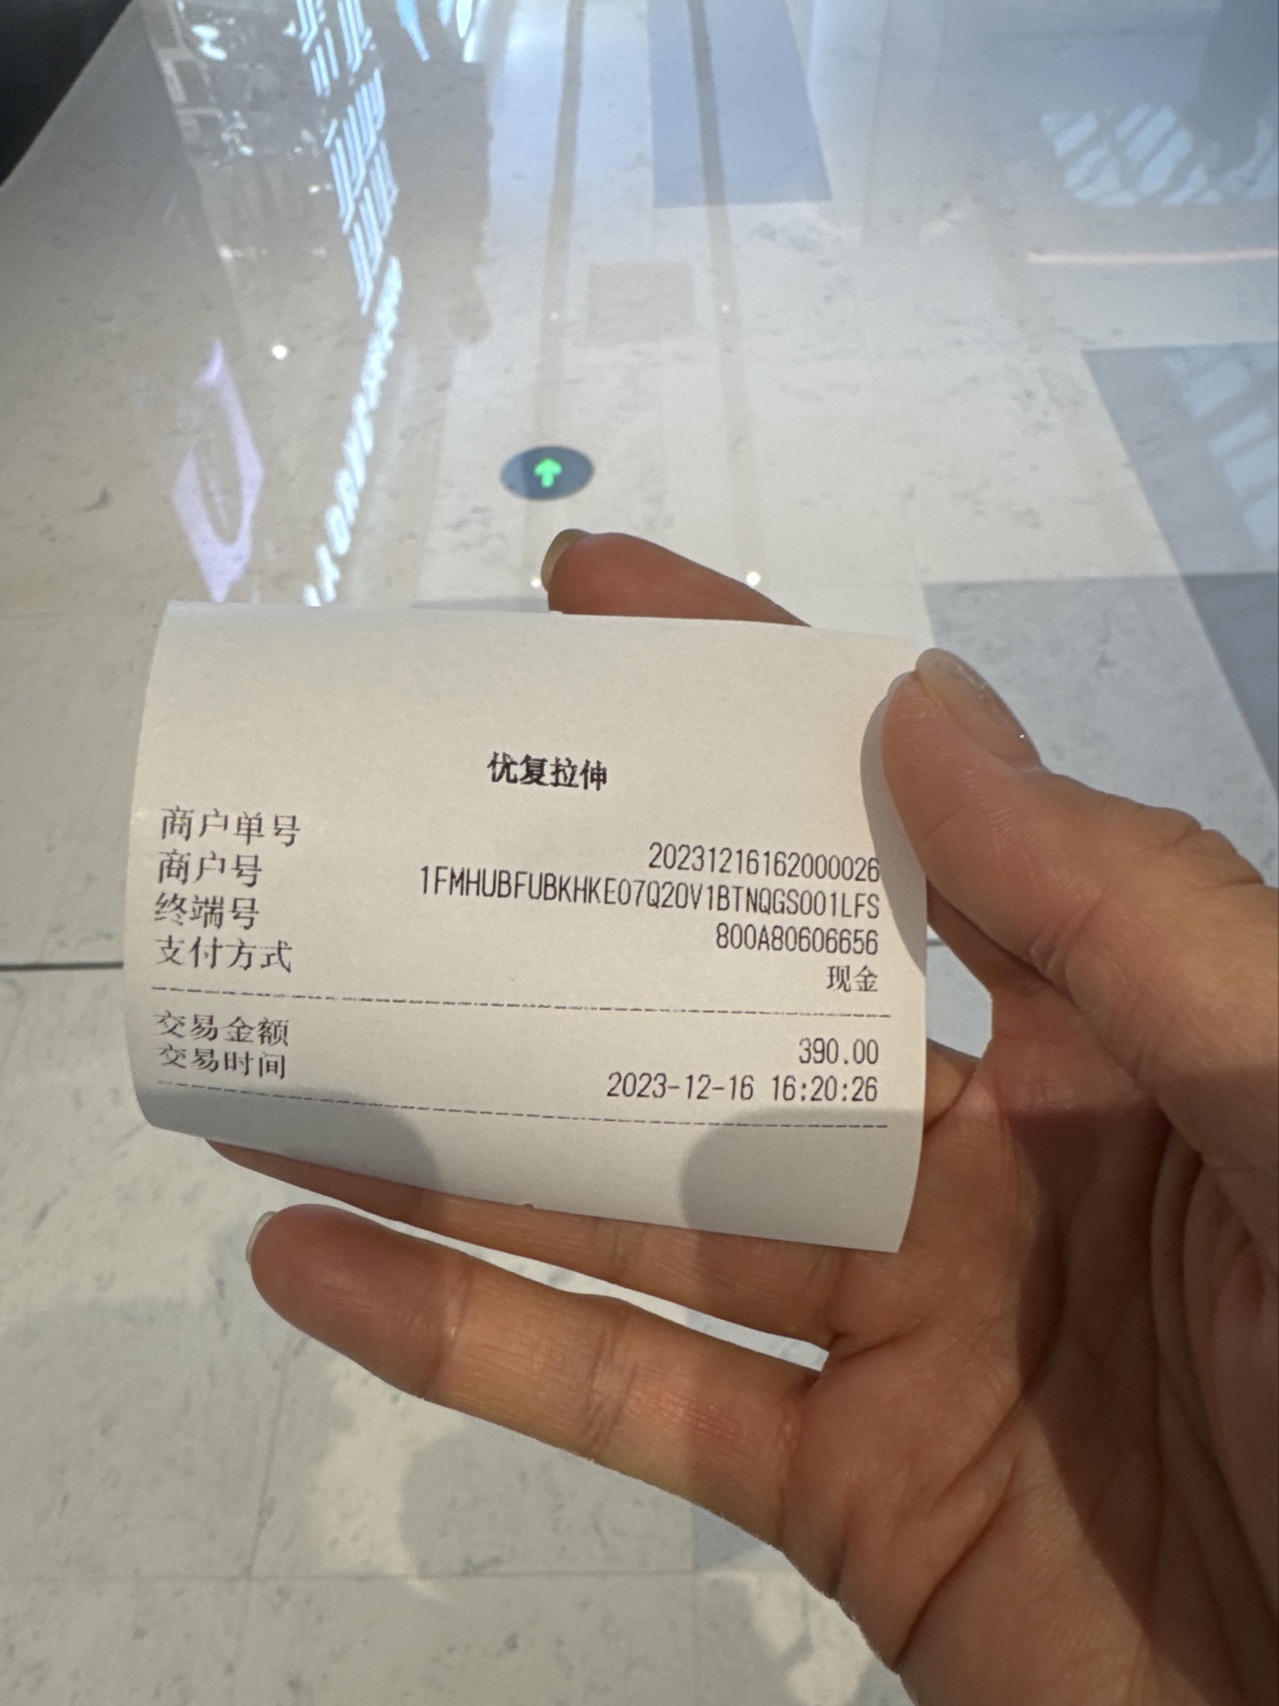 优复拉伸
商户单号 20231216162000026
商户号 1FMHUBFUBKHKE07Q20V1BTNQGS001LFS
终端号 800A80606656
支付方式 现金
交易金额 390.00
交易时间 2023-12-16 16:20:26